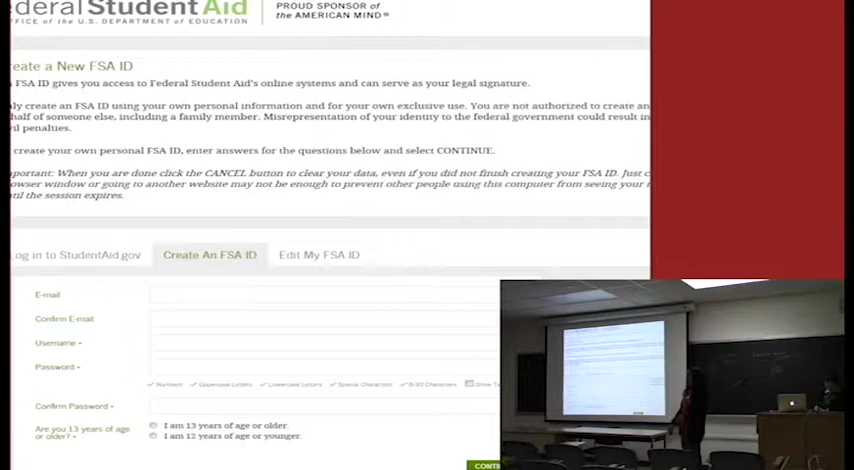 deral Student Aid
FFICE of the U.S. DEPARTMENT of EDUCATION
PROUD SPONSOR of
the AMERICAN MIND®
eate a New FSA ID
FSA ID gives you access to Federal Student Aid's online systems and can serve as your legal signature.
ly create an FSA ID using your own personal information and for your own exclusive use. You are not authorized to create an
half of someone else, including a family member. Misrepresentation of your identity to the federal government could result in
il penalties.
create your own personal FSA ID, enter answers for the questions below and select CONTINUE.
portant: When you are done click the CANCEL button to clear your data, even if you did not finish creating your FSA ID. Just c
owser window or going to another website may not be enough to prevent other people using this computer from seeing your
til the session expires.
og in to StudentAid.gov
Create An FSA ID
Edit My FSA ID
E-mail
Confirm E-mail
Username
Password
Numbers Uppercase Letters Lowercase Letters Special Characters 8-30 Characters Show Te
Confirm Password
Are you 13 years of age
or older?
I am 13 years of age or older.
I am 12 years of age or younger.
CONTI